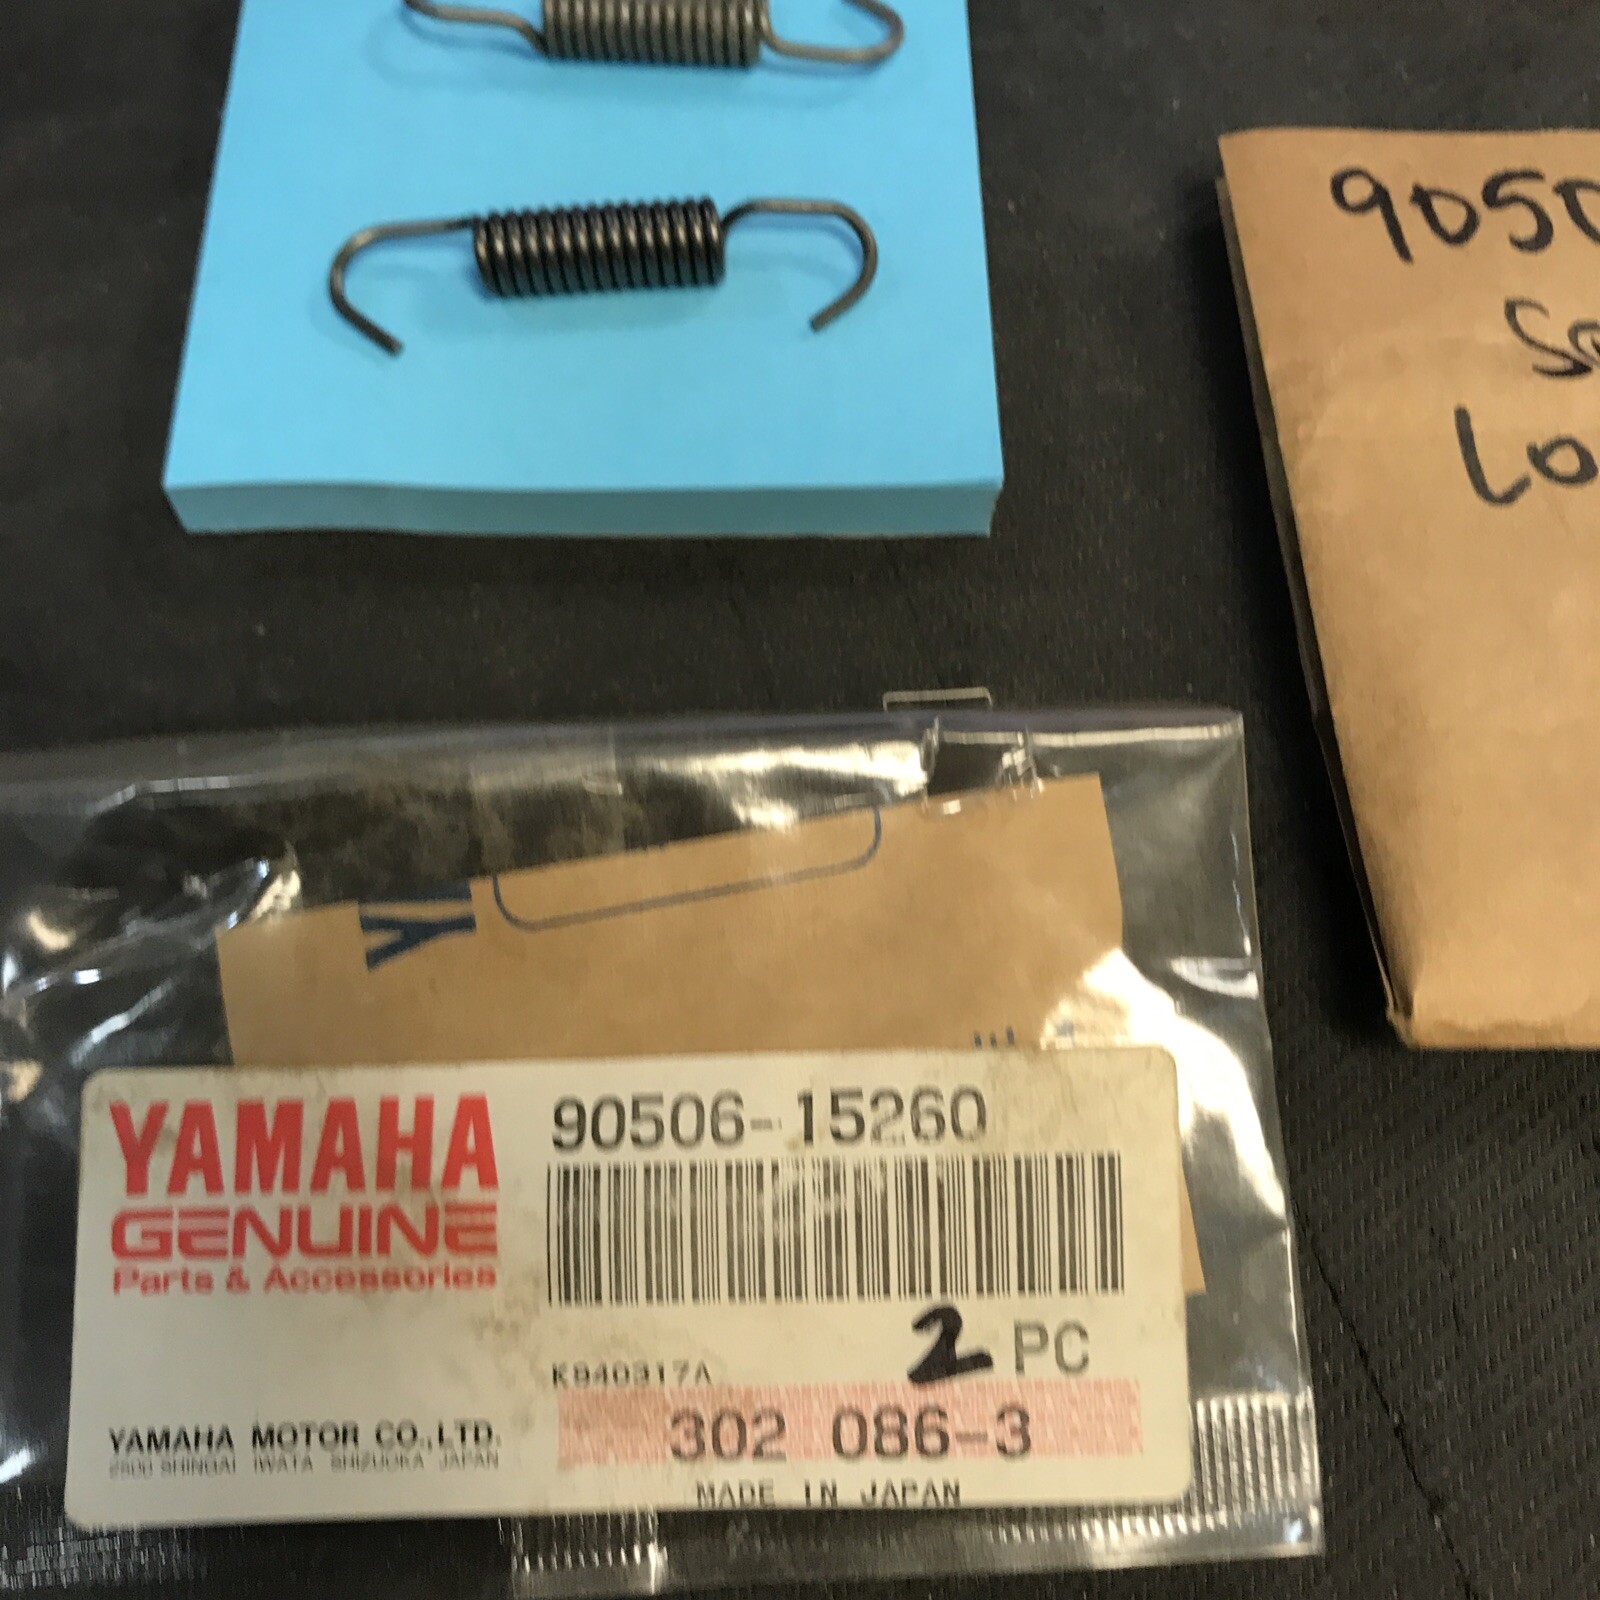 9050
Lo
YAMAHA
GENUINE
Parts & Accessories
90506-15260
2 PC
K940317A
302 086-3
YAMAHA MOTOR CO.,LTD.
2500 SHINGAI IWATA SHIZUOKA JAPAN
MADE IN JAPAN